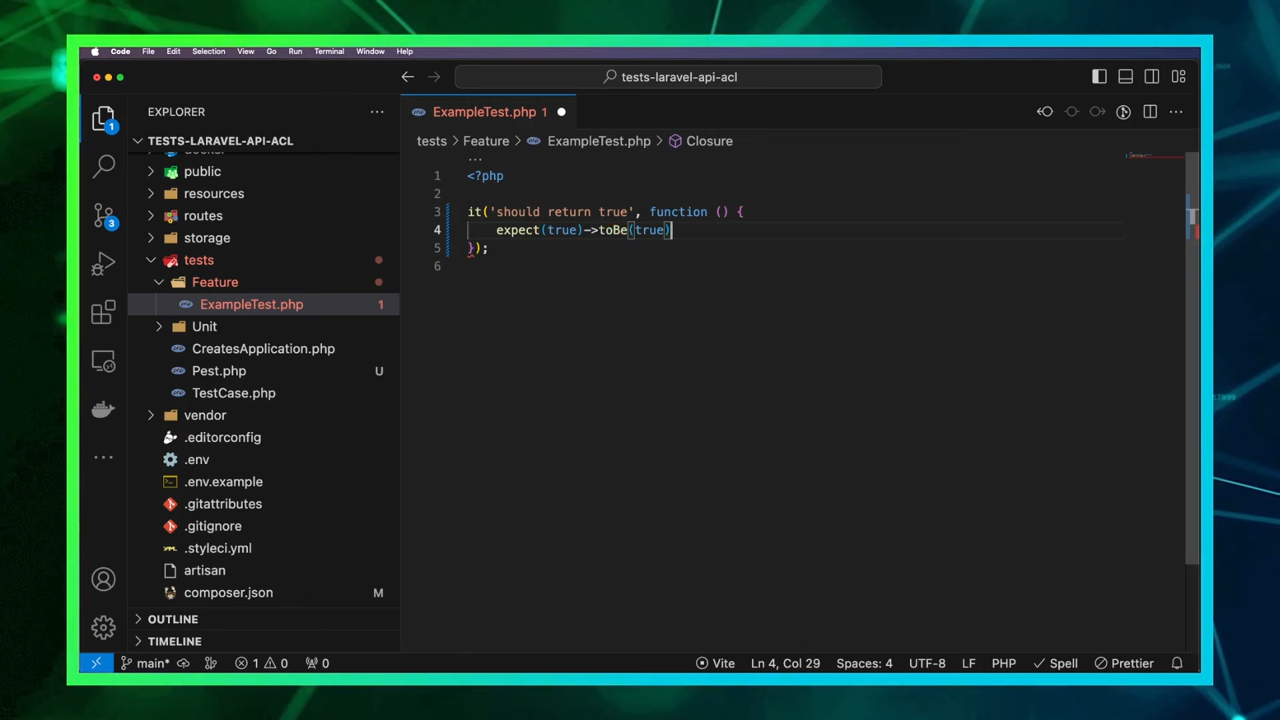 Code File Edit Selection View Go Run Terminal Window Help
tests-laravel-api-acl
EXPLORER
ExampleTest.php 1
TESTS-LARAVEL-API-ACL
tests > Feature > ExampleTest.php > Closure
public
resources
routes
storage
tests
Feature
ExampleTest.php 1
Unit
CreatesApplication.php
Pest.php U
TestCase.php
vendor
.editorconfig
.env
.env.example
.gitattributes
.gitignore
.styleci.yml
artisan
composer.json M
OUTLINE
TIMELINE
1
3
...
1 <?php
2
3 it('should return true', function () {
4 expect(true)->toBe(true)
5 });
6
main* 1 0 0 Vite Ln 4, Col 29 Spaces: 4 UTF-8 LF PHP Spell Prettier